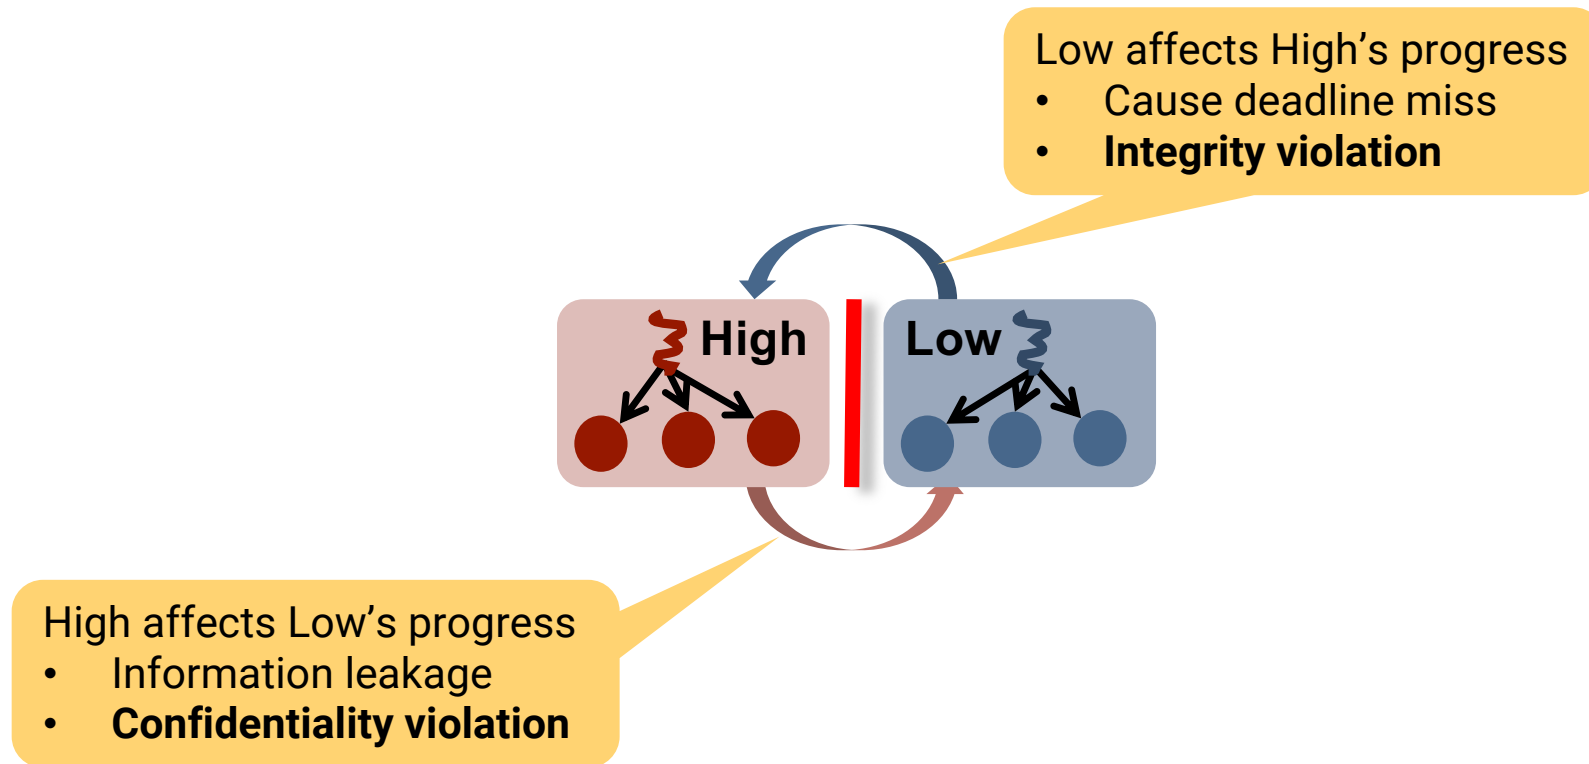 Low affects High’s progress
• Cause deadline miss
• Integrity violation
High
Low
High affects Low’s progress
• Information leakage
• Confidentiality violation